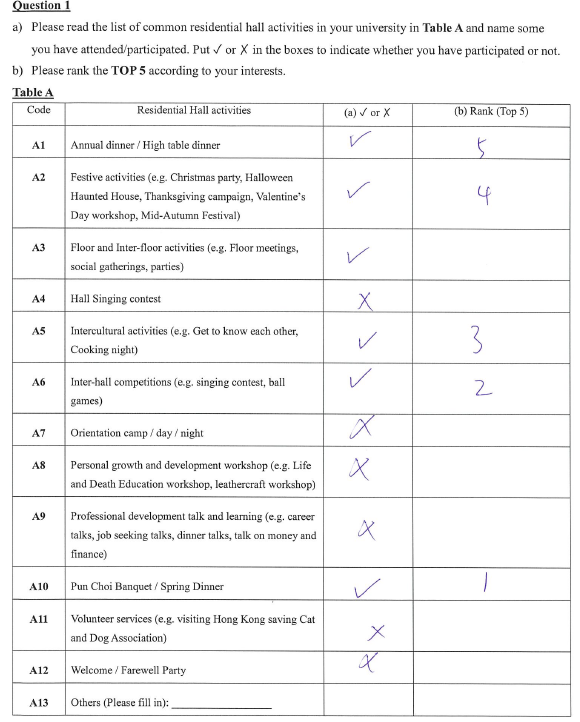 Question 1
a) Please read the list of common residential hall activities in your university in Table A and name some
you have attended/participated. Put ✓ or X in the boxes to indicate whether you have participated or not.
b) Please rank the TOP 5 according to your interests.
Table A
Code Residential Hall activities (a) ✓ or X (b) Rank (Top 5)
A1 Annual dinner / High table dinner ✓ 5
A2 Festive activities (e.g. Christmas party, Halloween
Haunted House, Thanksgiving campaign, Valentine's ✓ 4
Day workshop, Mid-Autumn Festival)
A3 Floor and Inter-floor activities (e.g. Floor meetings, ✓
social gatherings, parties)
A4 Hall Singing contest X
A5 Intercultural activities (e.g. Get to know each other, ✓ 3
Cooking night)
A6 Inter-hall competitions (e.g. singing contest, ball ✓ 2
games)
A7 Orientation camp / day / night X
A8 Personal growth and development workshop (e.g. Life X
and Death Education workshop, leathercraft workshop)
A9 Professional development talk and learning (e.g. career
talks, job seeking talks, dinner talks, talk on money and X
finance)
A10 Pun Choi Banquet / Spring Dinner ✓ 1
A11 Volunteer services (e.g. visiting Hong Kong saving Cat X
and Dog Association)
A12 Welcome / Farewell Party X
A13 Others (Please fill in):